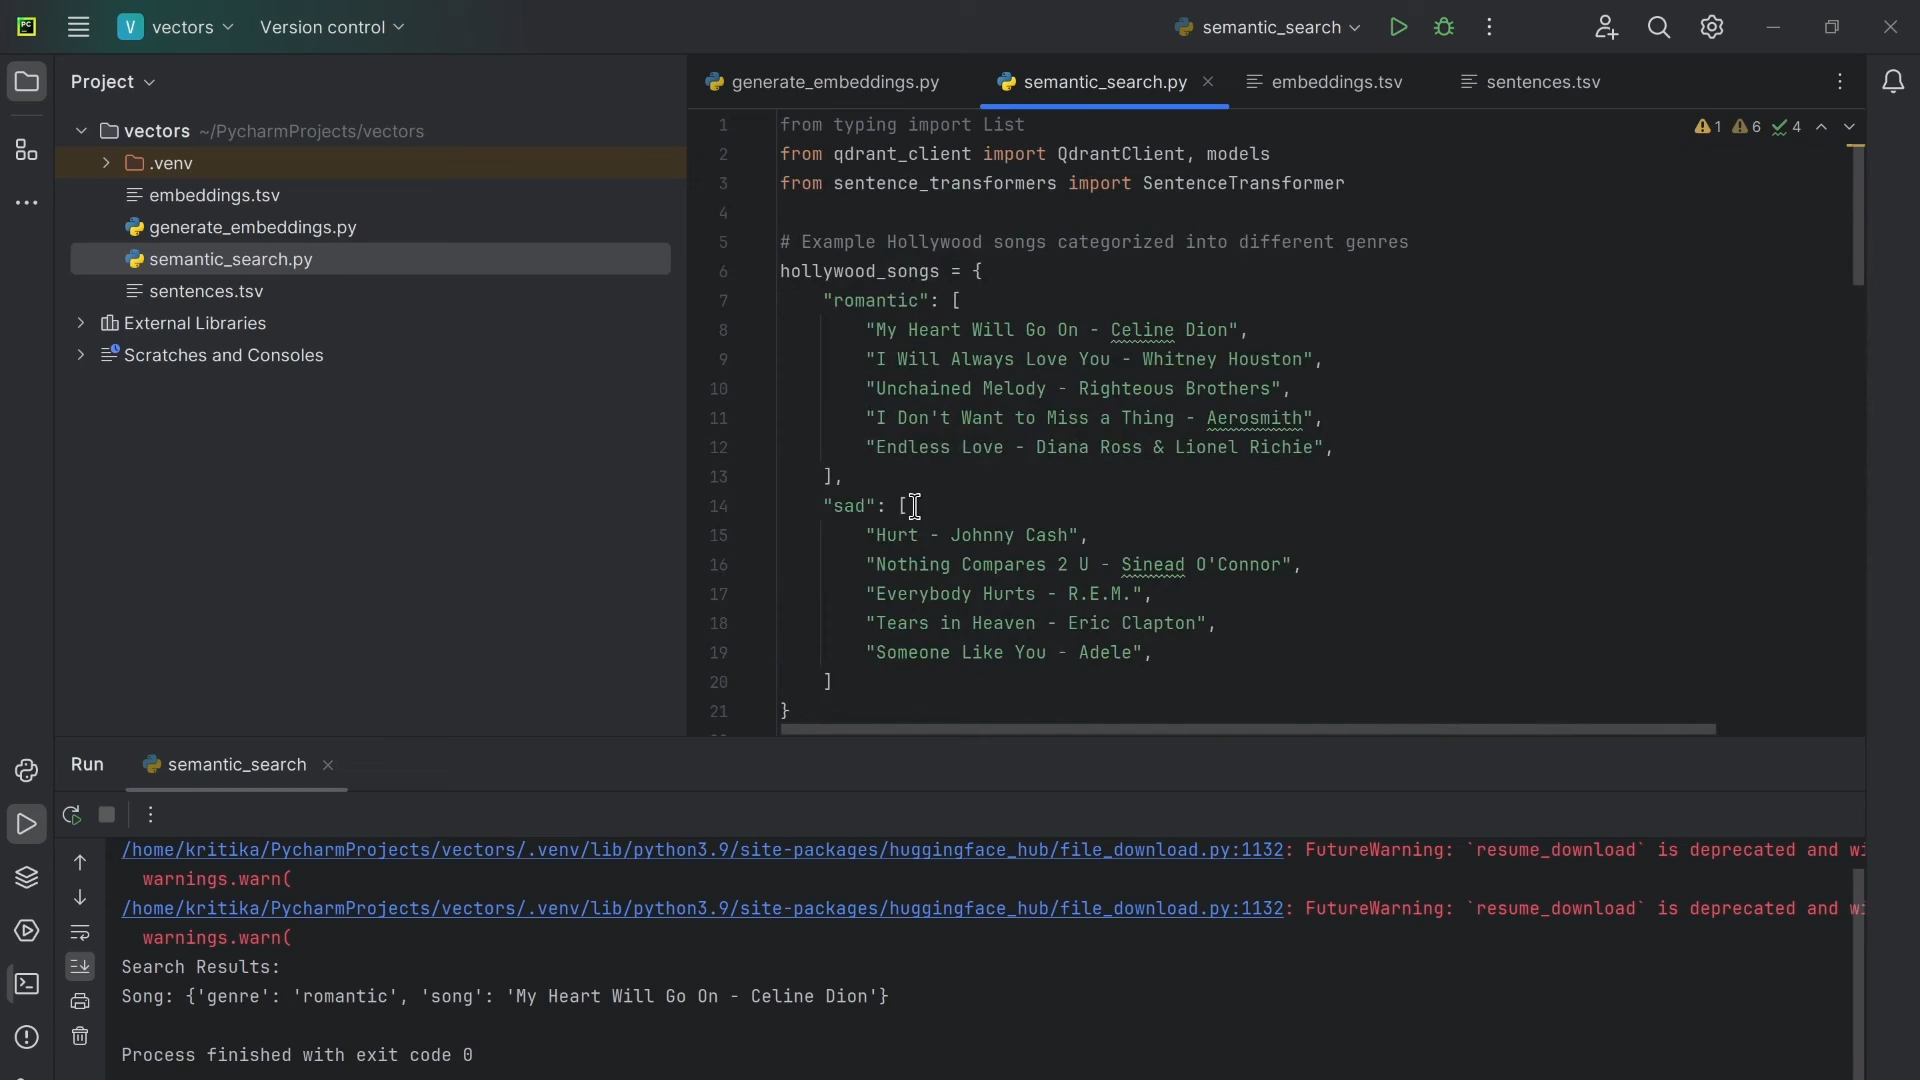 PC
V vectors
Version control
semantic_search
Project
generate_embeddings.py
semantic_search.py
embeddings.tsv
sentences.tsv
vectors ~/PycharmProjects/vectors
.venv
embeddings.tsv
generate_embeddings.py
semantic_search.py
sentences.tsv
External Libraries
Scratches and Consoles
1 from typing import List
2 from qdrant_client import QdrantClient, models
3 from sentence_transformers import SentenceTransformer
4
5 # Example Hollywood songs categorized into different genres
6 hollywood_songs = {
7 "romantic": [
8 "My Heart Will Go On - Celine Dion",
9 "I Will Always Love You - Whitney Houston",
10 "Unchained Melody - Righteous Brothers",
11 "I Don't Want to Miss a Thing - Aerosmith",
12 "Endless Love - Diana Ross & Lionel Richie",
13 ],
14 "sad": [
15 "Hurt - Johnny Cash",
16 "Nothing Compares 2 U - Sinead O'Connor",
17 "Everybody Hurts - R.E.M.",
18 "Tears in Heaven - Eric Clapton",
19 "Someone Like You - Adele",
20 ]
21 }
1 6 4
Run
semantic_search
/home/kritika/PycharmProjects/vectors/.venv/lib/python3.9/site-packages/huggingface_hub/file_download.py:1132: FutureWarning: `resume_download` is deprecated and wi
warnings.warn(
/home/kritika/PycharmProjects/vectors/.venv/lib/python3.9/site-packages/huggingface_hub/file_download.py:1132: FutureWarning: `resume_download` is deprecated and wi
warnings.warn(
Search Results:
Song: {'genre': 'romantic', 'song': 'My Heart Will Go On - Celine Dion'}
Process finished with exit code 0